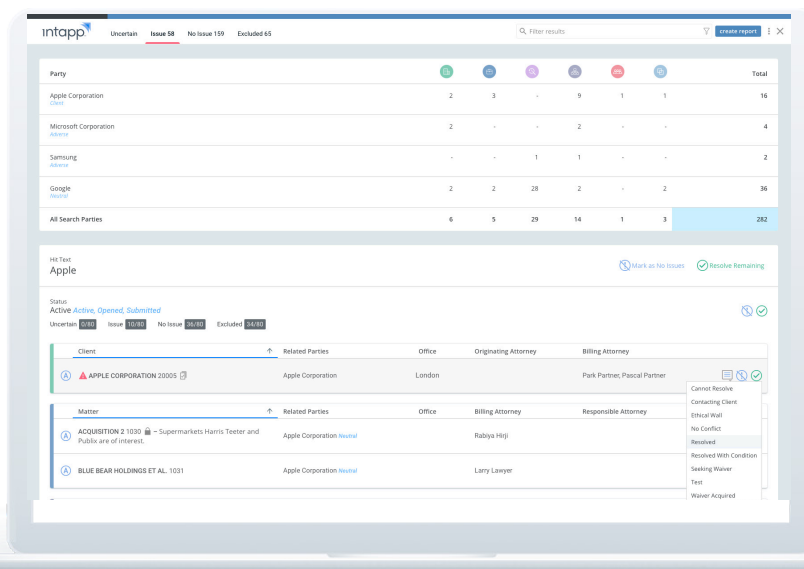 ıntapp Uncertain Issue 58 No Issue 159 Excluded 65 Filter results create report
Party Total
Apple Corporation 2 3 - 9 1 1 16
Client
Microsoft Corporation 2 - - 2 - - 4
Adverse
Samsung - - 1 1 - - 2
Adverse
Google 2 2 28 2 - 2 36
Neutral
All Search Parties 6 5 29 14 1 3 282
Hit Text
Apple
Mark as No Issues Resolve Remaining
Status
Active Active, Opened, Submitted
Uncertain 0/80 Issue 10/80 No Issue 36/80 Excluded 34/80
Client Related Parties Office Originating Attorney Billing Attorney
A APPLE CORPORATION 20005 Apple Corporation London Park Partner, Pascal Partner
Cannot Resolve
Contacting Client
Ethical Wall
No Conflict
Resolved
Resolved With Condition
Seeking Waiver
Test
Waiver Acquired
Matter Related Parties Office Billing Attorney Responsible Attorney
A ACQUISITION 2 1030 – Supermarkets Harris Teeter and
Publix are of interest.
Apple Corporation Neutral Rabiya Hirji
A BLUE BEAR HOLDINGS ET AL. 1031 Apple Corporation Neutral Larry Lawyer